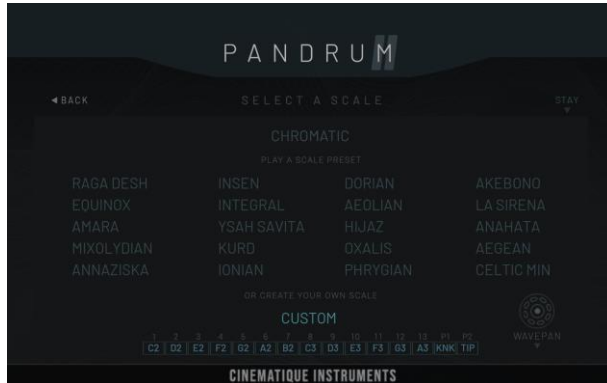 PANDRUM II
◀ BACK SELECT A SCALE STAY
CHROMATIC
PLAY A SCALE PRESET
RAGA DESH INSEN DORIAN AKEBONO
EQUINOX INTEGRAL AEOLIAN LA SIRENA
AMARA YSAH SAVITA HIJAZ ANAHATA
MIXOLYDIAN KURD OXALIS AEGEAN
ANNAZISKA IONIAN PHRYGIAN CELTIC MIN
OR CREATE YOUR OWN SCALE
CUSTOM
1 2 3 4 5 6 7 8 9 10 11 12 13 P1 P2
C2 D2 E2 F2 G2 A2 B2 C3 D3 E3 F3 G3 A3 KNK TIP
WAVEPAN
CINEMATIQUE INSTRUMENTS